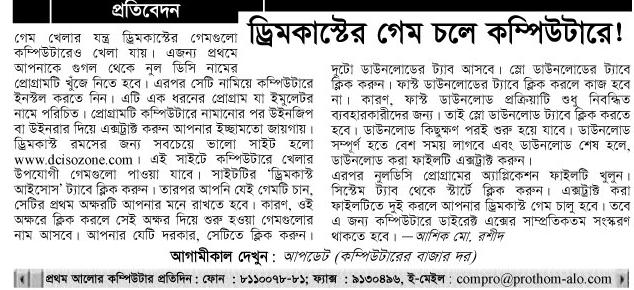 প্রতিবেদন
ড্রিমকাস্টের গেম চলে কম্পিউটারে!
গেম খেলার যন্ত্র ড্রিমকাস্টের গেমগুলো
কম্পিউটারেও খেলা যায়। এজন্য প্রথমে
আপনাকে গুগল থেকে নুল ডিসি নামের
প্রোগ্রামটি খুঁজে নিতে হবে। এরপর সেটি নামিয়ে কম্পিউটারে
ইনস্টল করতে নিন। এটি এক ধরনের প্রোগ্রাম যা ইমুলেটর
নামে পরিচিত। প্রোগ্রামটি কম্পিউটারে নামানোর পর উইনজিপ
বা উইনরার দিয়ে এক্সট্রাক্ট করুন আপনার ইচ্ছামতো জায়গায়।
ড্রিমকাস্ট রমসের জন্য সবচেয়ে ভালো সাইট হলো
www.dcisozone.com। এই সাইটে কম্পিউটারে খেলার
উপযোগী গেমগুলো পাওয়া যাবে। সাইটটির ‘ড্রিমকাস্ট
আইসোস’ ট্যাবে ক্লিক করুন। তারপর আপনি যেই গেমটি চান,
সেটির প্রথম অক্ষরটি আপনার মনে রাখতে হবে। কারণ, ওই
অক্ষরে ক্লিক করলে সেই অক্ষর দিয়ে শুরু হওয়া গেমগুলোর
নাম আসবে। আপনার যেটি দরকার, সেটিতে ক্লিক করুন।
দুটো ডাউনলোডের ট্যাব আসবে। স্লো ডাউনলোডের ট্যাবে
ক্লিক করুন। ফাস্ট ডাউনলোডের ট্যাবে ক্লিক করলে কাজ হবে
না। কারণ, ফাস্ট ডাউনলোড প্রক্রিয়াটি শুধু নিবন্ধিত
ব্যবহারকারীদের জন্য। তাই স্লো ডাউনলোড ট্যাবে ক্লিক করতে
হবে। ডাউনলোড কিছুক্ষণ পরই শুরু হয়ে যাবে। ডাউনলোড
সম্পূর্ণ হতে বেশ সময় লাগবে এবং ডাউনলোড শেষ হলে,
ডাউনলোড করা ফাইলটি এক্সট্রাক্ট করুন।
এরপর নুলডিসি প্রোগ্রামের অ্যাপ্লিকেশন ফাইলটি খুলুন।
সিস্টেম ট্যাব থেকে স্টার্টে ক্লিক করুন। এক্সট্রাক্ট করা
ফাইলটিতে দুই করলে আপনার ড্রিমকাস্ট গেম চালু হবে। তবে
এ জন্য কম্পিউটারে ডাইরেক্ট এক্সের সাম্প্রতিকতম সংস্করণ
থাকতে হবে। —আশিক মো. রশীদ
আগামীকাল দেখুন: আপডেট (কম্পিউটারের বাজার দর)
প্রথম আলোর কম্পিউটার প্রতিদিন: ফোন : ৮১১০০৭৮-৮১; ফ্যাক্স : ৯১৩০৪৯৬, ই-মেইল : compro@prothom-alo.com